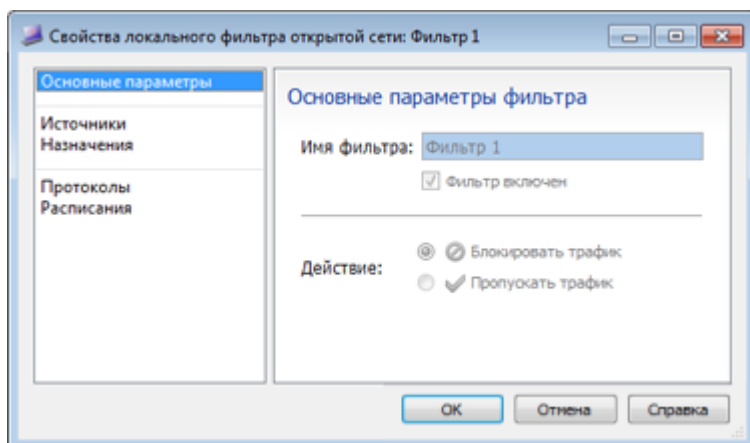 Свойства локального фильтра открытой сети: Фильтр 1
Основные параметры
Источники
Назначения
Протоколы
Расписания
Основные параметры фильтра
Имя фильтра: Фильтр 1
Фильтр включен
Действие:
Блокировать трафик
Пропускать трафик
ОК
Отмена
Справка